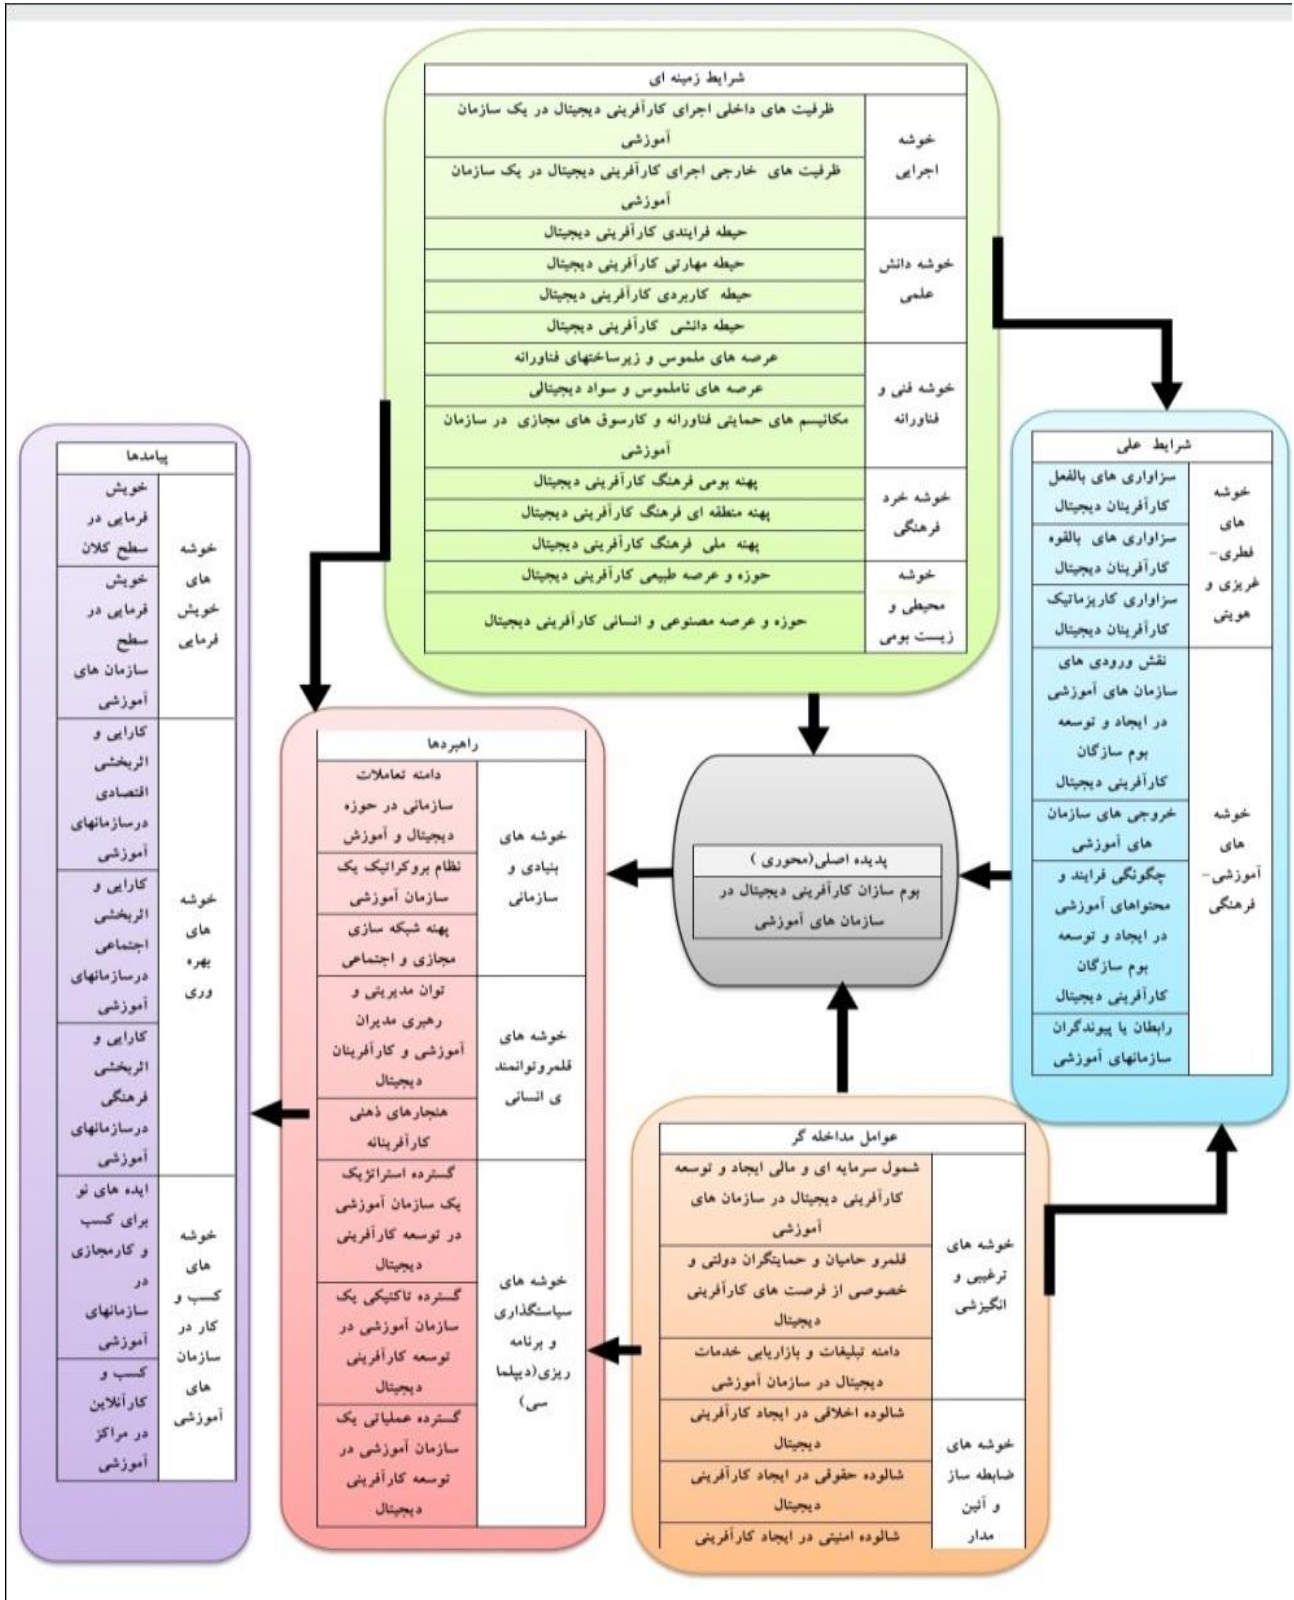 شرایط زمینه ای
خوشه
اجرایی
ظرفیت های داخلی اجرای کارآفرینی دیجیتال در یک سازمان
آموزشی
ظرفیت های خارجی اجرای کارآفرینی دیجیتال در یک سازمان
آموزشی
خوشه دانش
علمی
حیطه فرایندی کارآفرینی دیجیتال
حیطه مهارتی کارآفرینی دیجیتال
حیطه کاربردی کارآفرینی دیجیتال
حیطه دانشی کارآفرینی دیجیتال
خوشه فنی و
فناورانه
عرصه های ملموس و زیرساختهای فناورانه
عرصه های ناملموس و سواد دیجیتالی
مکانیسم های حمایتی فناورانه و کارسوق های مجازی در سازمان
آموزشی
خوشه خرد
فرهنگی
پهنه بومی فرهنگ کارآفرینی دیجیتال
پهنه منطقه ای فرهنگ کارآفرینی دیجیتال
پهنه ملی فرهنگ کارآفرینی دیجیتال
خوشه
محیطی و
زیست بومی
حوزه و عرصه طبیعی کارآفرینی دیجیتال
حوزه و عرصه مصنوعی و انسانی کارآفرینی دیجیتال
شرایط علی
خوشه
های
فطری-
غریزی و
هویتی
سزاواری های بالفعل
کارآفرینان دیجیتال
سزاواری های بالقوه
کارآفرینان دیجیتال
سزاواری کاریزماتیک
کارآفرینان دیجیتال
خوشه
های
آموزشی-
فرهنگی
نقش ورودی های
سازمان های آموزشی
در ایجاد و توسعه
بوم سازگان
کارآفرینی دیجیتال
خروجی های سازمان
های آموزشی
چگونگی فرایند و
محتواهای آموزشی
در ایجاد و توسعه
بوم سازگان
کارآفرینی دیجیتال
رابطان یا پیوندگران
سازمانهای آموزشی
پدیده اصلی(محوری )
بوم سازان کارآفرینی دیجیتال در
سازمان های آموزشی
عوامل مداخله گر
خوشه های
ترغیبی و
انگیزشی
شمول سرمایه ای و مالی ایجاد و توسعه
کارآفرینی دیجیتال در سازمان های
آموزشی
قلمرو حامیان و حمایتگران دولتی و
خصوصی از فرصت های کارآفرینی
دیجیتال
دامنه تبلیغات و بازاریابی خدمات
دیجیتال در سازمان آموزشی
خوشه های
ضابطه ساز
و آئین
مدار
شالوده اخلاقی در ایجاد کارآفرینی
دیجیتال
شالوده حقوقی در ایجاد کارآفرینی
دیجیتال
شالوده امنیتی در ایجاد کارآفرینی
راهبردها
خوشه های
بنیادی و
سازمانی
دامنه تعاملات
سازمانی در حوزه
دیجیتال و آموزش
نظام بروکراتیک یک
سازمان آموزشی
پهنه شبکه سازی
مجازی و اجتماعی
خوشه های
قلمروتوانمند
ی انسانی
توان مدیریتی و
رهبری مدیران
آموزشی و کارآفرینان
دیجیتال
هنجارهای ذهنی
کارآفرینانه
خوشه های
سیاستگذاری
و برنامه
ریزی(دیپلما
سی)
گسترده استراتژیک
یک سازمان آموزشی
در توسعه کارآفرینی
دیجیتال
گسترده تاکتیکی یک
سازمان آموزشی در
توسعه کارآفرینی
دیجیتال
گسترده عملیاتی یک
سازمان آموزشی در
توسعه کارآفرینی
دیجیتال
پیامدها
خوشه
های
خویش
فرمایی
خویش
فرمایی در
سطح کلان
خویش
فرمایی در
سطح
سازمان های
آموزشی
خوشه
های
بهره
وری
کارایی و
اثربخشی
اقتصادی
درسازمانهای
آموزشی
کارایی و
اثربخشی
اجتماعی
درسازمانهای
آموزشی
کارایی و
اثربخشی
فرهنگی
درسازمانهای
آموزشی
خوشه
های
کسب و
کار در
سازمان
های
آموزشی
ایده های نو
برای کسب
و کارمجازی
در
سازمانهای
آموزشی
کسب و
کارآنلاین
در مراکز
آموزشی